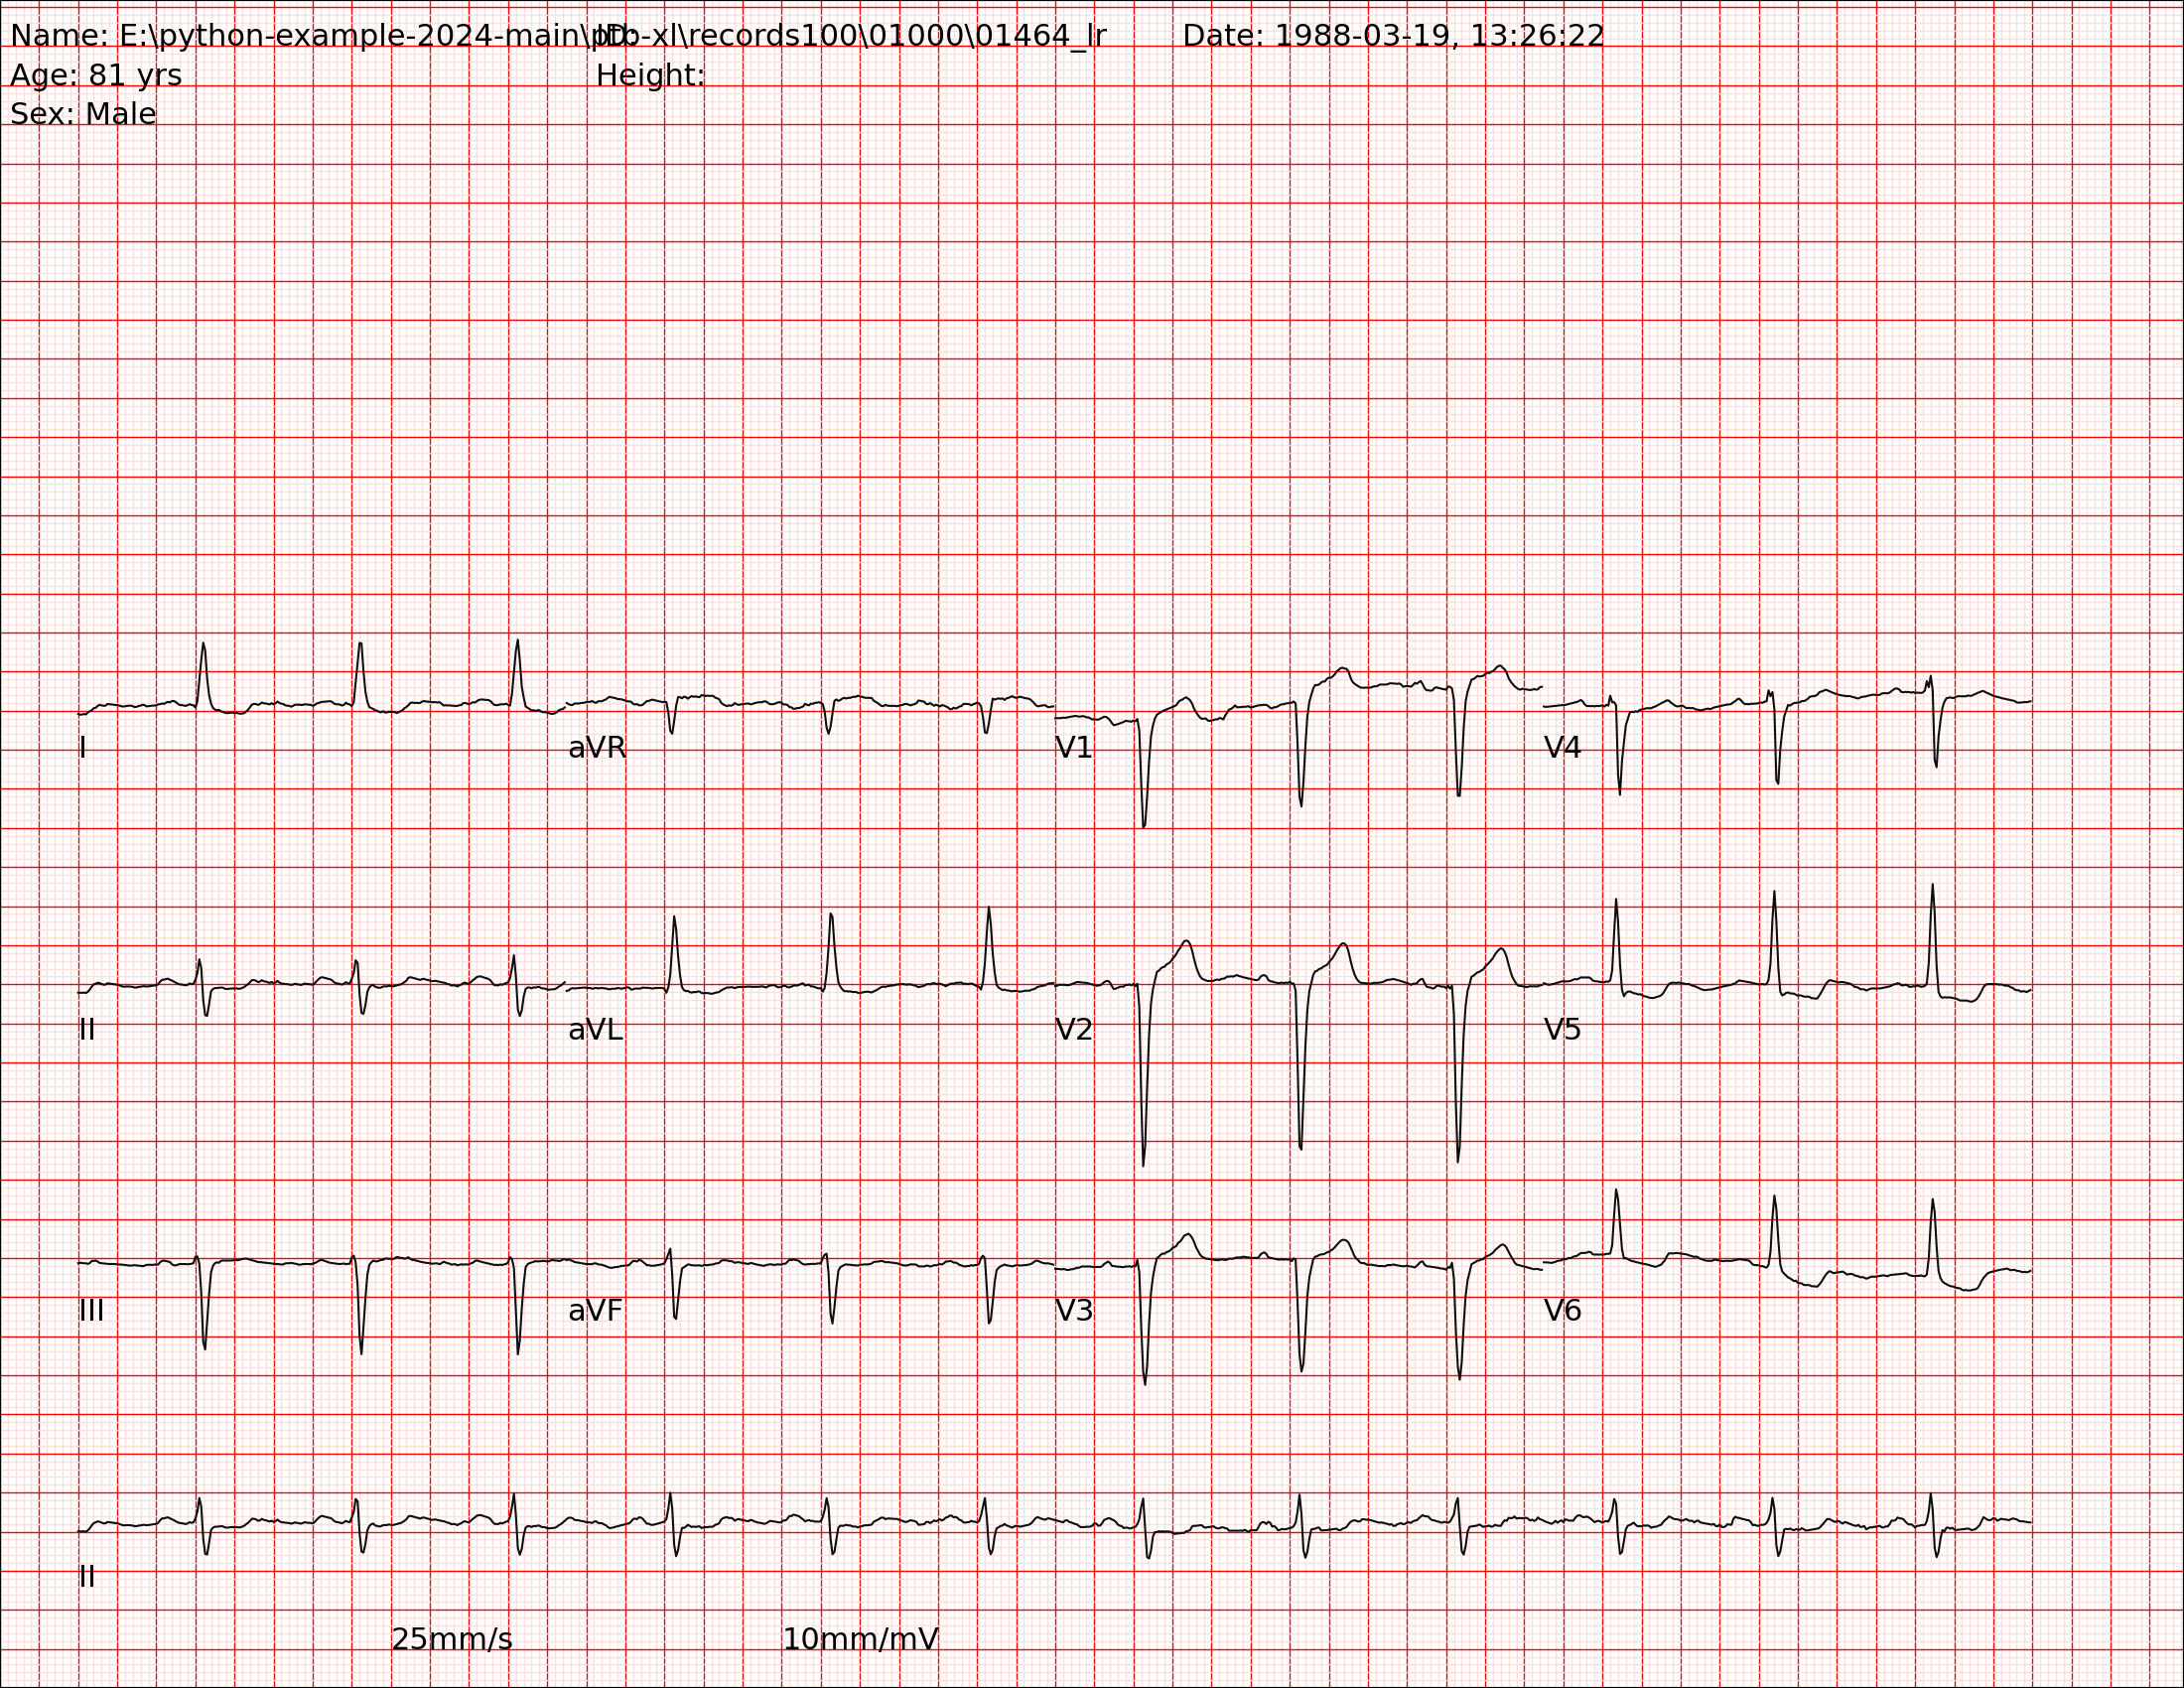 Name: E:\python-example-2024-main\ptb-xl\records100\01000\01464_lr ID: Date: 1988-03-19, 13:26:22
Age: 81 yrs Height:
Sex: Male
I aVR V1 V4
II aVL V2 V5
III aVF V3 V6
II
25mm/s 10mm/mV